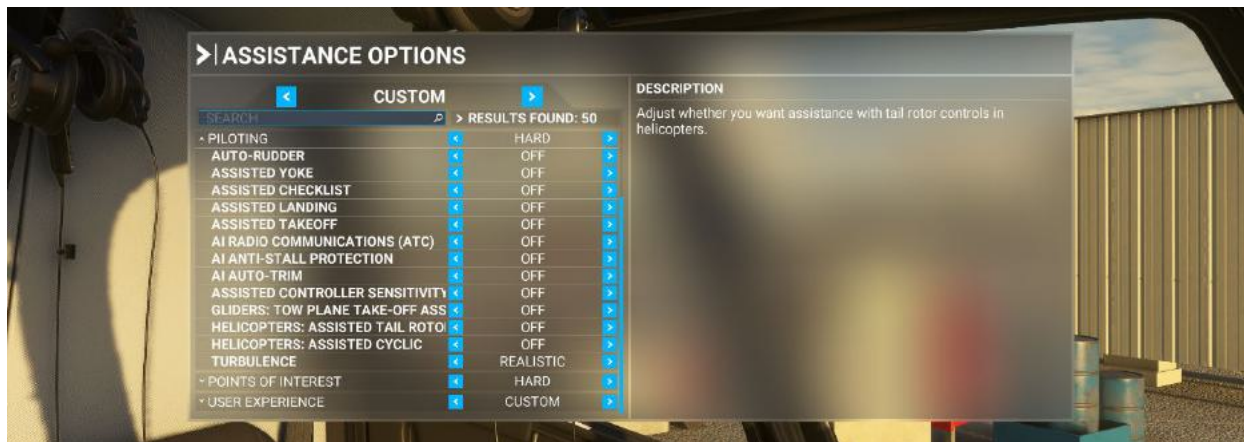 ASSISTANCE OPTIONS
CUSTOM
SEARCH > RESULTS FOUND: 50
PILOTING HARD
AUTO-RUDDER OFF
ASSISTED YOKE OFF
ASSISTED CHECKLIST OFF
ASSISTED LANDING OFF
ASSISTED TAKEOFF OFF
AI RADIO COMMUNICATIONS (ATC) OFF
AI ANTI-STALL PROTECTION OFF
AI AUTO-TRIM OFF
ASSISTED CONTROLLER SENSITIVITY OFF
GLIDERS: TOW PLANE TAKE-OFF ASS OFF
HELICOPTERS: ASSISTED TAIL ROTO OFF
HELICOPTERS: ASSISTED CYCLIC OFF
TURBULENCE REALISTIC
POINTS OF INTEREST HARD
USER EXPERIENCE CUSTOM
DESCRIPTION
Adjust whether you want assistance with tail rotor controls in
helicopters.